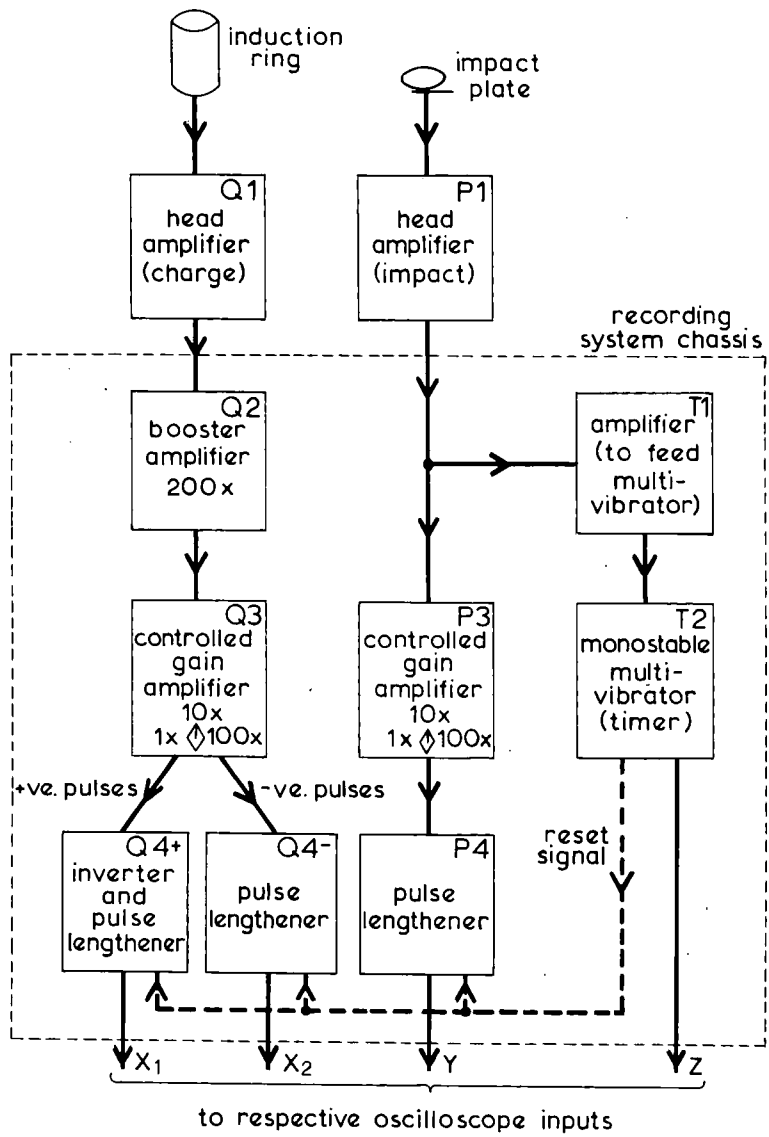 induction
ring
impact
plate
Q1
head
amplifier
(charge)
P1
head
amplifier
(impact)
recording
system chassis
Q2
booster
amplifier
200x
T1
amplifier
(to feed
multi-
vibrator)
Q3
controlled
gain
amplifier
10x
1x 100x
P3
controlled
gain
amplifier
10x
1x 100x
T2
monostable
multi-
vibrator
(timer)
+ve. pulses
-ve. pulses
reset
signal
Q4+
inverter
and
pulse
lengthener
Q4-
pulse
lengthener
P4
pulse
lengthener
X1
X2
Y
Z
to respective oscilloscope inputs